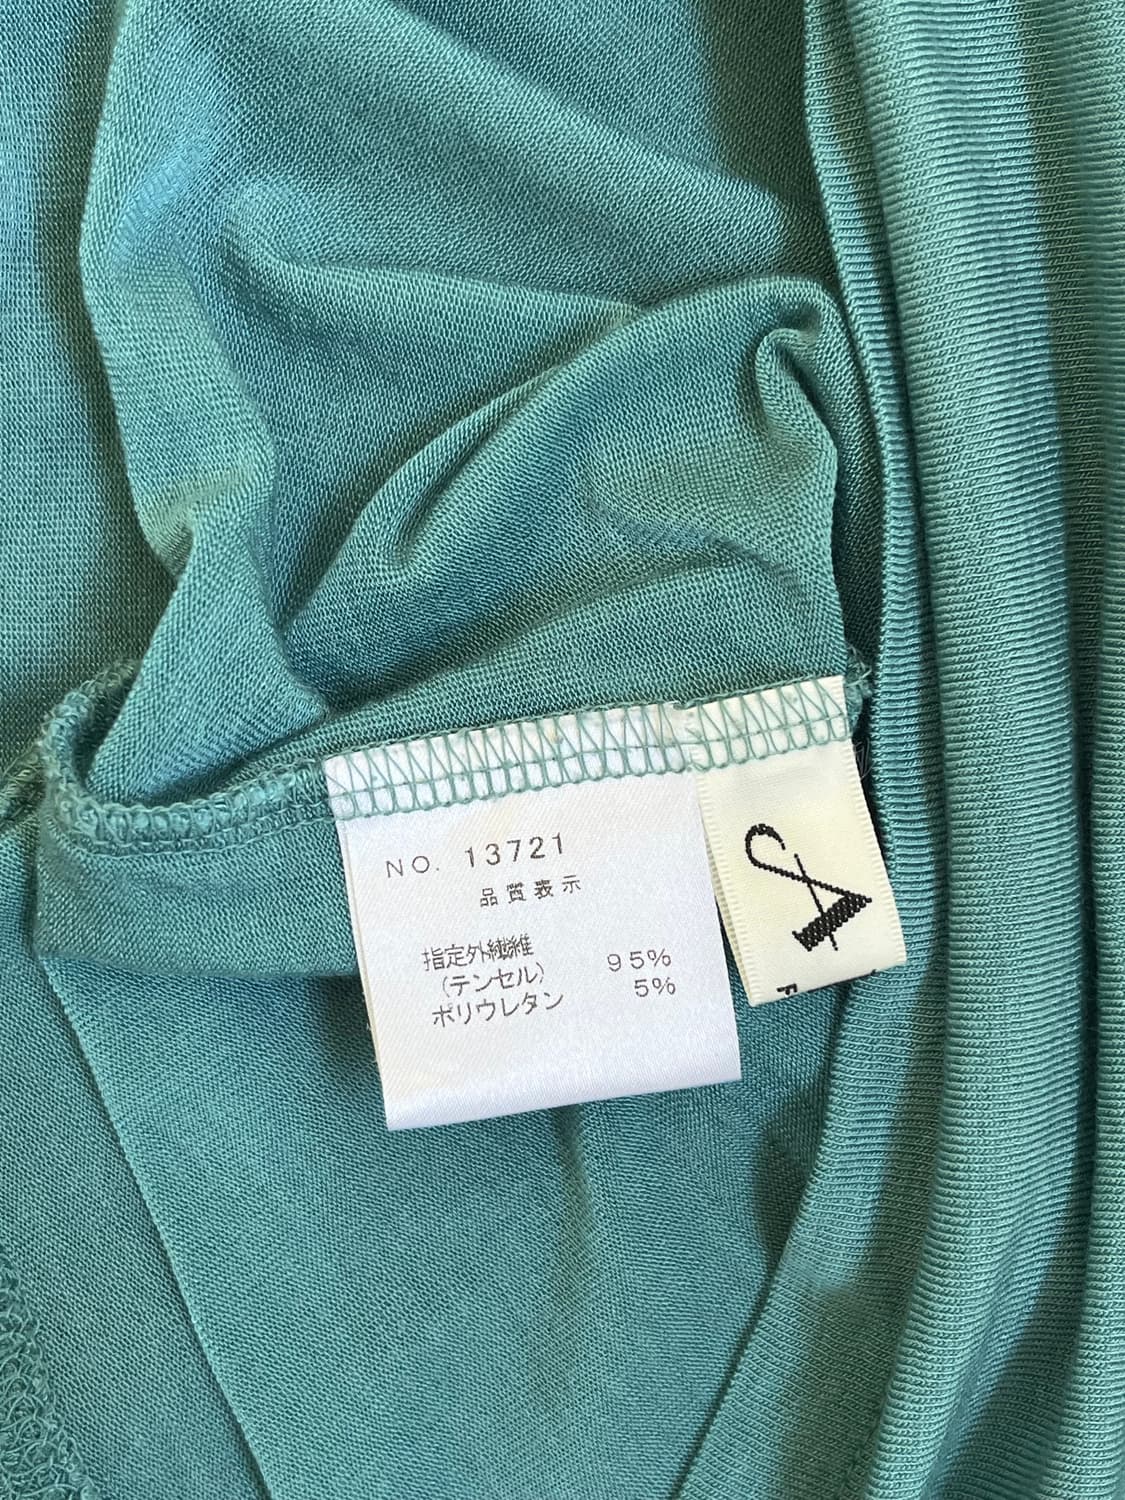 NO. 13721
品質表示
指定外繊維
(テンセル) 95%
ポリウレタン 5%
A
F